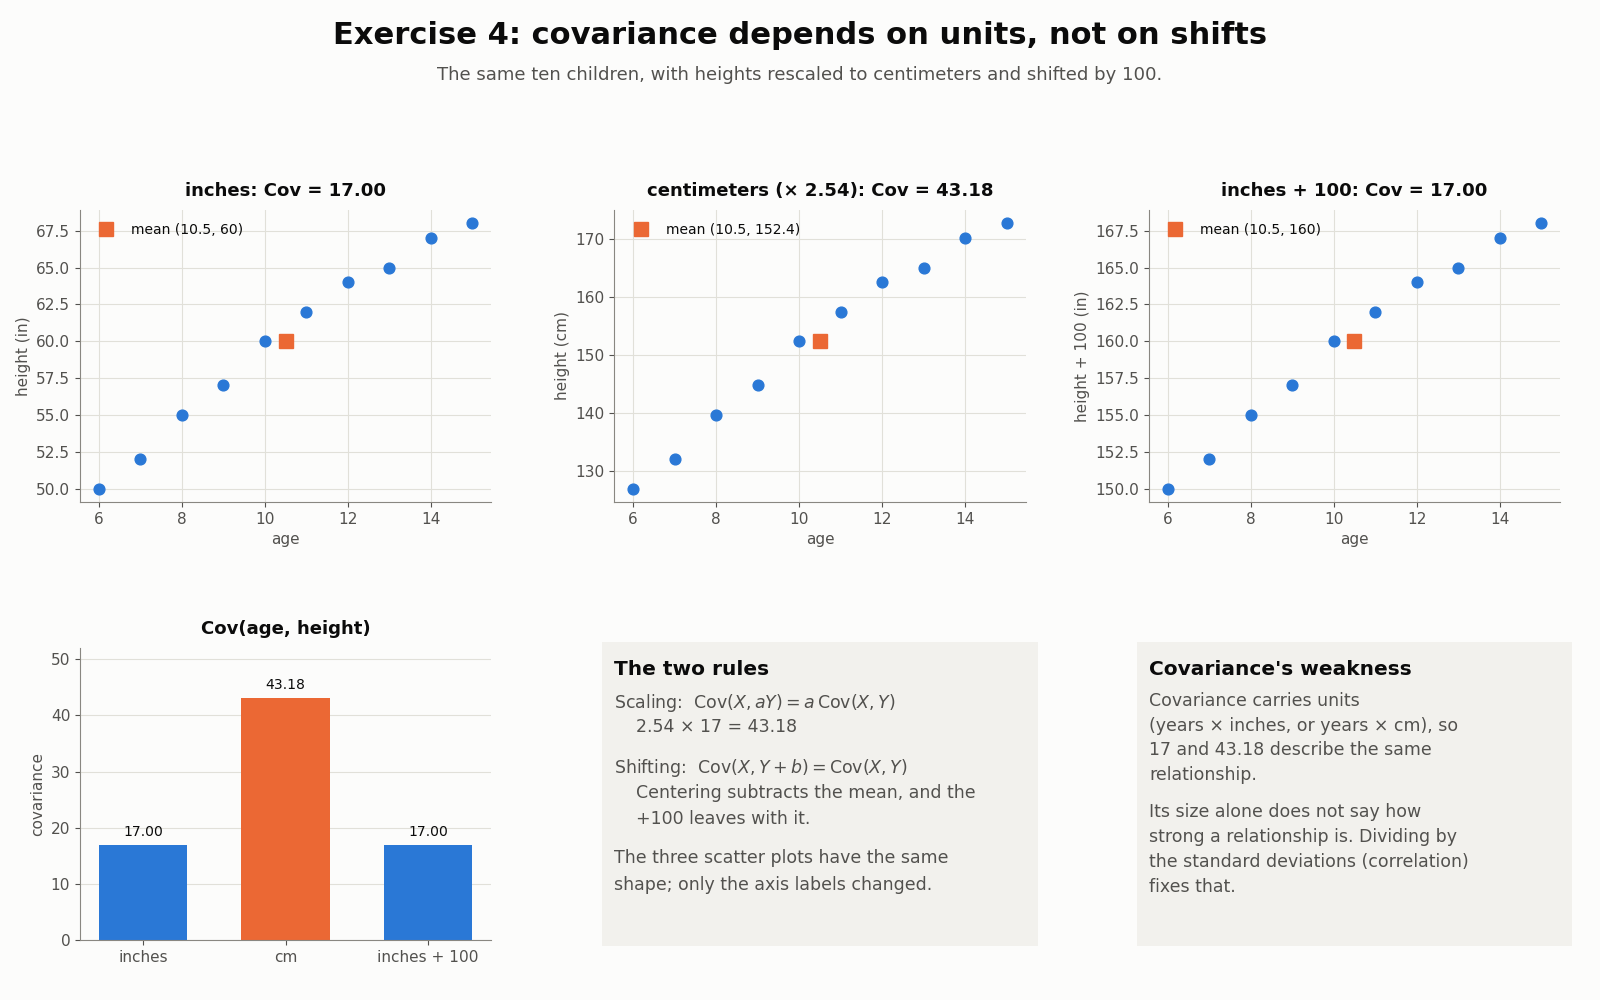 Exercise 4: covariance depends on units, not on shifts
The same ten children, with heights rescaled to centimeters and shifted by 100.
inches: Cov = 17.00
mean (10.5, 60)
67.5
65.0
62.5
60.0
57.5
55.0
52.5
50.0
height (in)
6 8 10 12 14
age
centimeters (× 2.54): Cov = 43.18
mean (10.5, 152.4)
170
160
150
140
130
height (cm)
6 8 10 12 14
age
inches + 100: Cov = 17.00
mean (10.5, 160)
167.5
165.0
162.5
160.0
157.5
155.0
152.5
150.0
height + 100 (in)
6 8 10 12 14
age
Cov(age, height)
50
40
30
20
10
0
covariance
17.00
43.18
17.00
inches cm inches + 100
The two rules
Scaling: Cov(X, aY) = a Cov(X, Y)
2.54 × 17 = 43.18
Shifting: Cov(X, Y + b) = Cov(X, Y)
Centering subtracts the mean, and the
+100 leaves with it.
The three scatter plots have the same
shape; only the axis labels changed.
Covariance's weakness
Covariance carries units
(years × inches, or years × cm), so
17 and 43.18 describe the same
relationship.
Its size alone does not say how
strong a relationship is. Dividing by
the standard deviations (correlation)
fixes that.